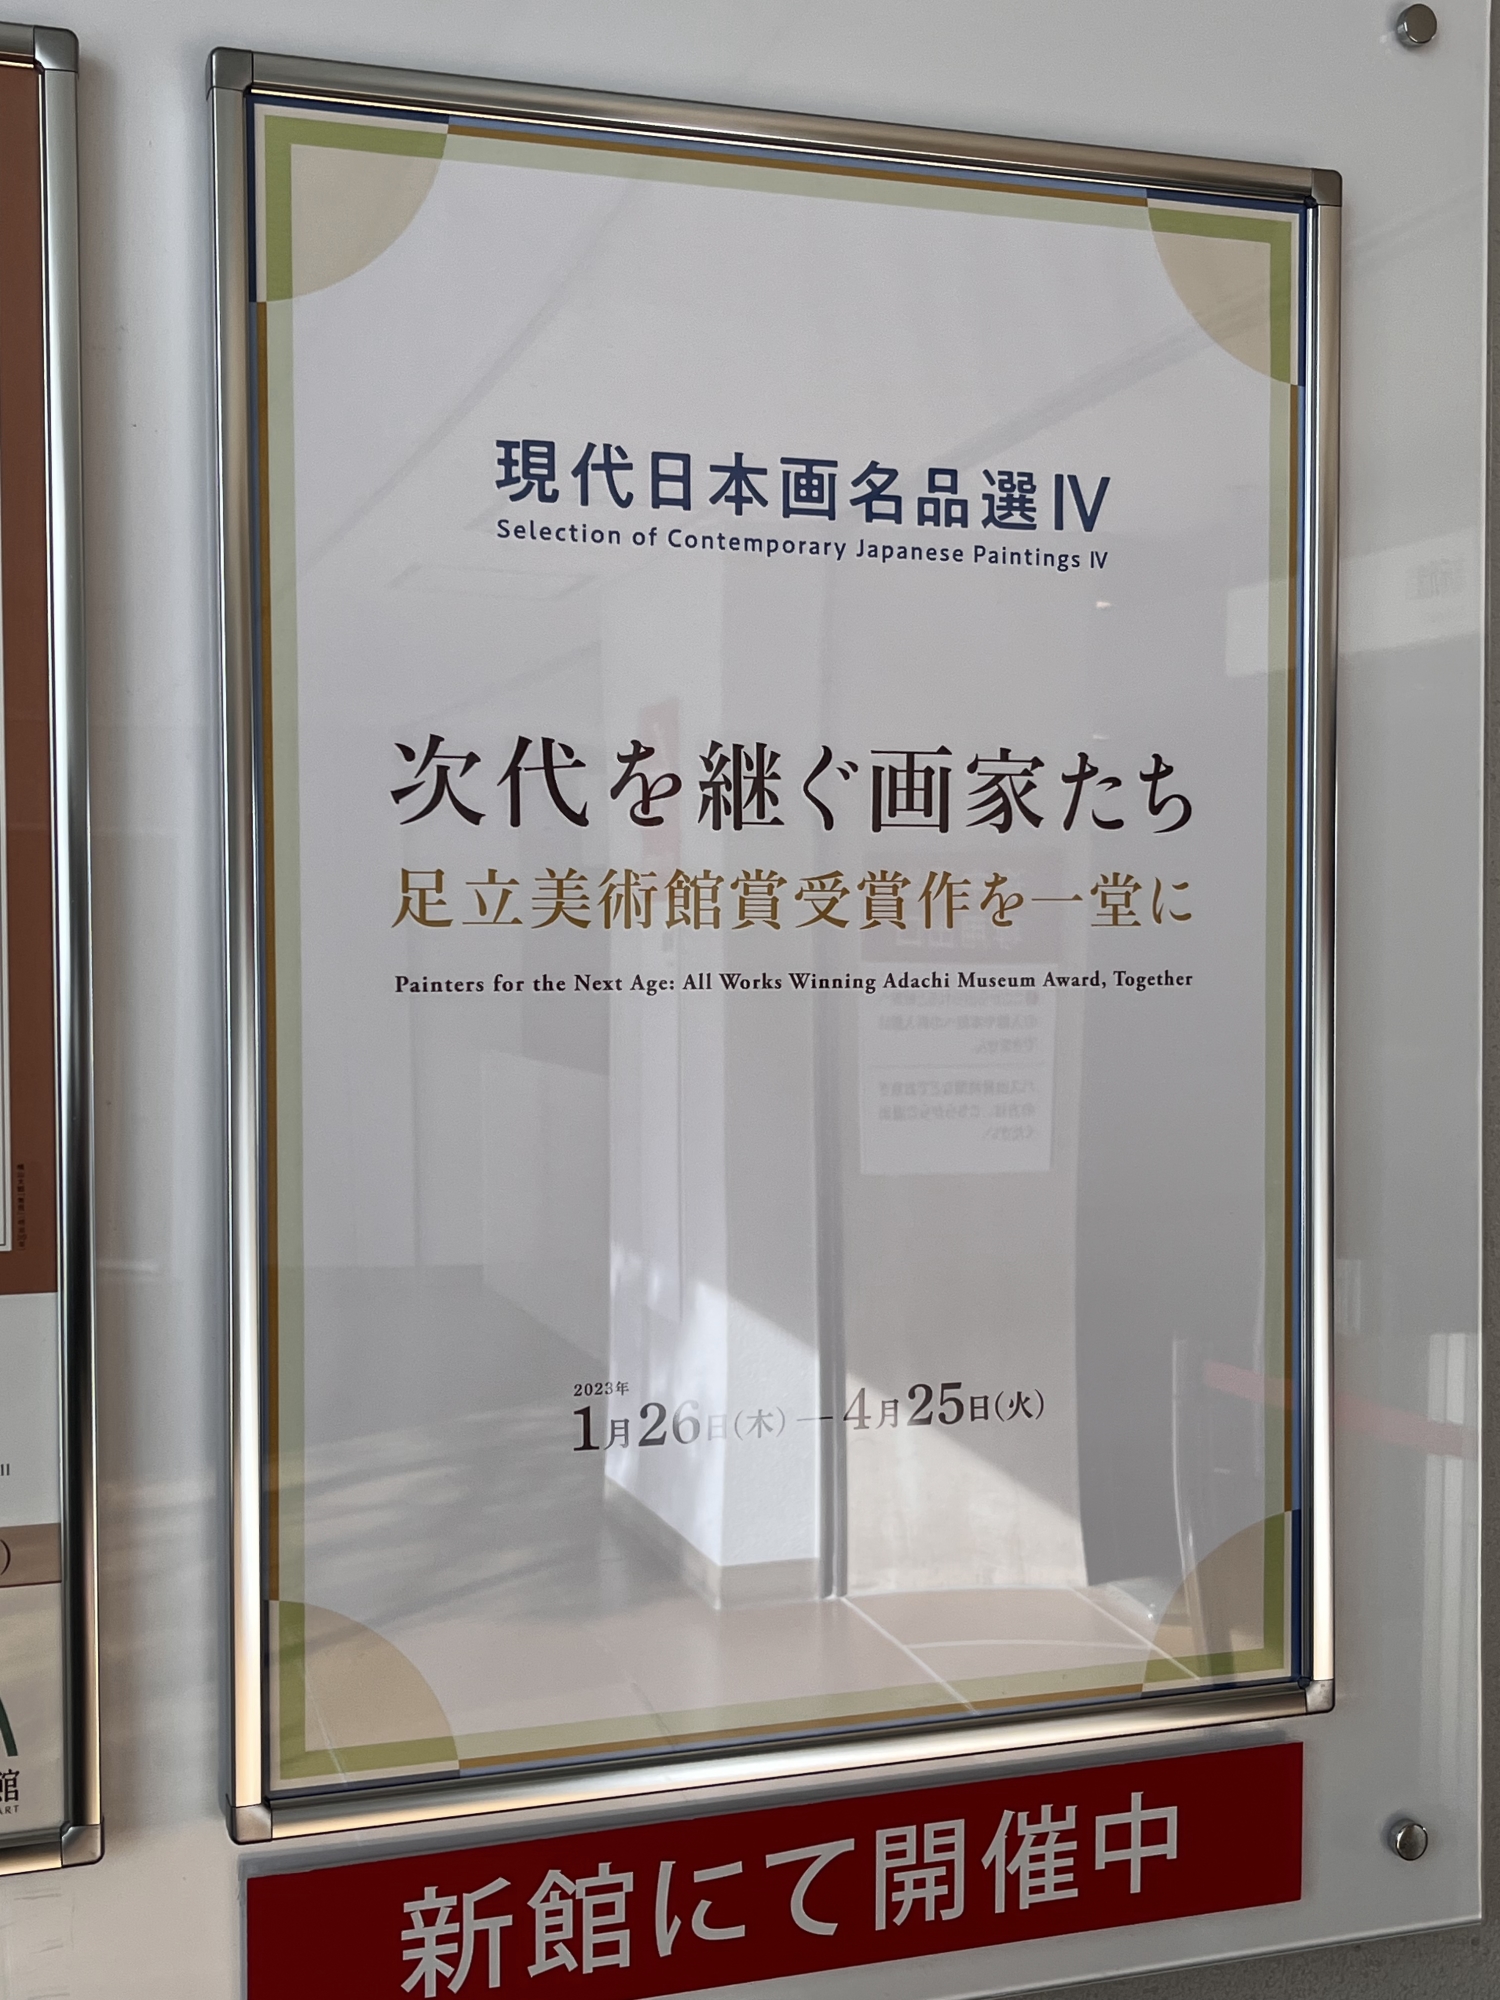 現代日本画名品選Ⅳ
Selection of Contemporary Japanese Paintings Ⅳ
次代を継ぐ画家たち
足立美術館賞受賞作を一堂に
Painters for the Next Age: All Works Winning Adachi Museum Award, Together
2023年
1月26日(木)―4月25日(火)
新館にて開催中
館
ART